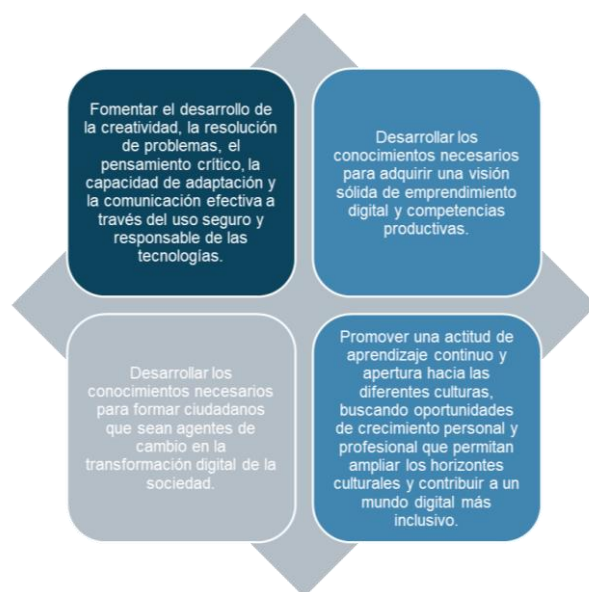 Fomentar el desarrollo de
la creatividad, la resolución
de problemas, el
pensamiento crítico, la
capacidad de adaptación y
la comunicación efectiva a
través del uso seguro y
responsable de las
tecnologías.
Desarrollar los
conocimientos necesarios
para adquirir una visión
sólida de emprendimiento
digital y competencias
productivas.
Desarrollar los
conocimientos necesarios
para formar ciudadanos
que sean agentes de
cambio en la
transformación digital de la
sociedad.
Promover una actitud de
aprendizaje continuo y
apertura hacia las
diferentes culturas,
buscando oportunidades
de crecimiento personal y
profesional que permitan
ampliar los horizontes
culturales y contribuir a un
mundo digital más
inclusivo.